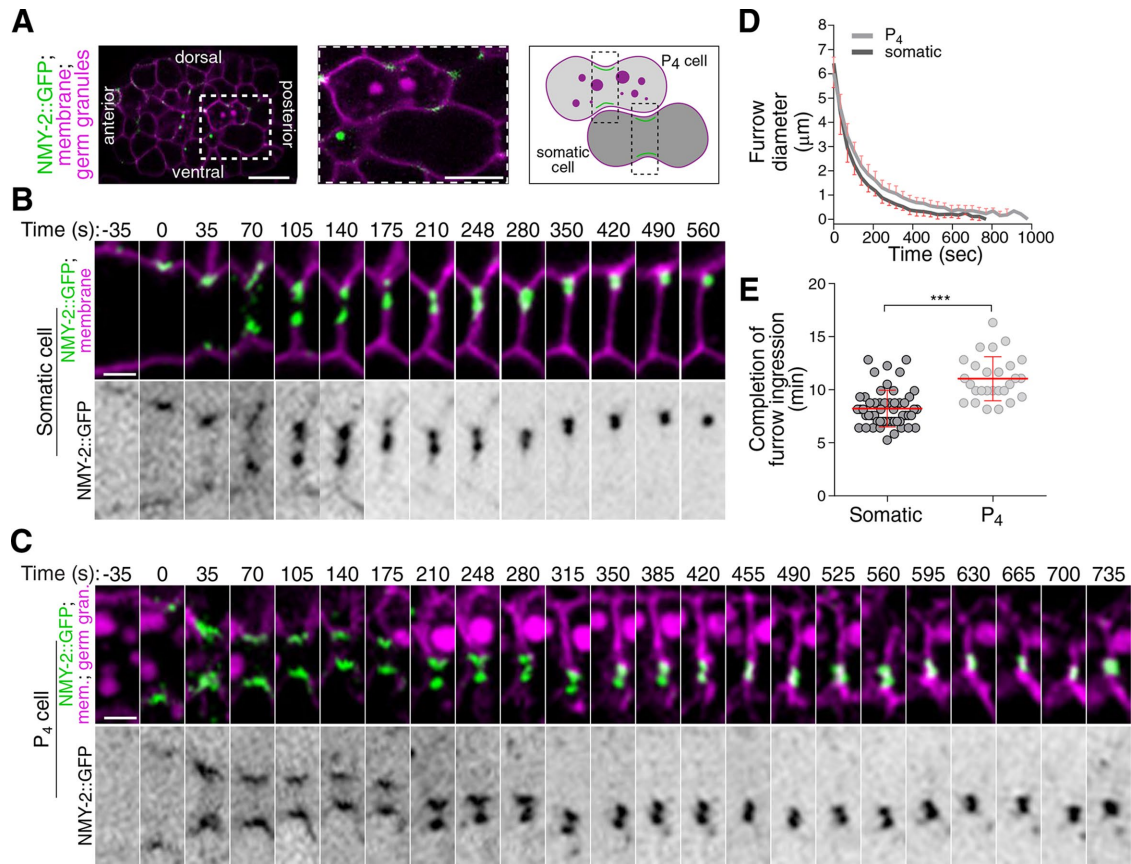 A
NMY-2::GFP;
membrane;
germ granules
dorsal
anterior
posterior
ventral
P4 cell
somatic
cell
B
Time (s): -35 0 35 70 105 140 175 210 248 280 350 420 490 560
Somatic cell
NMY-2::GFP;
membrane
NMY-2::GFP
C
Time (s): -35 0 35 70 105 140 175 210 248 280 315 350 385 420 455 490 525 560 595 630 665 700 735
P4 cell
NMY-2::GFP;
mem.; germ gran.
NMY-2::GFP
D
P4
somatic
Furrow
diameter
(μm)
8
7
6
5
4
3
2
1
0
0 200 400 600 800 1000
Time (sec)
E
***
Completion of
furrow ingression
(min)
20
15
10
5
0
Somatic P4